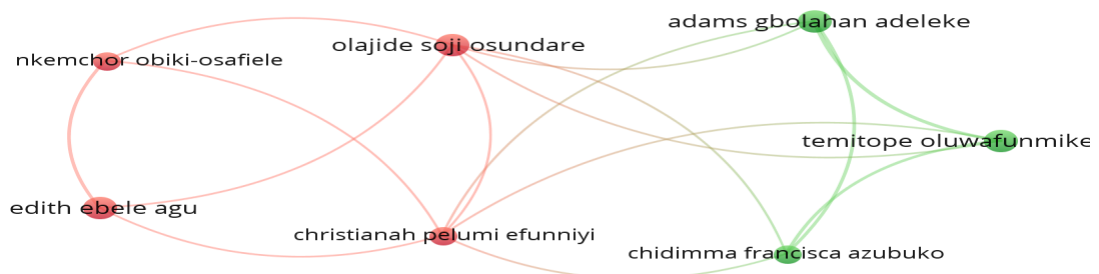 adams gbolahan adeleke
olajide soji osundare
nkemchor obiki-osafiele
temitope oluwafunmike
edith ebele agu
christianah pelumi efunniyi
chidimma francisca azubuko